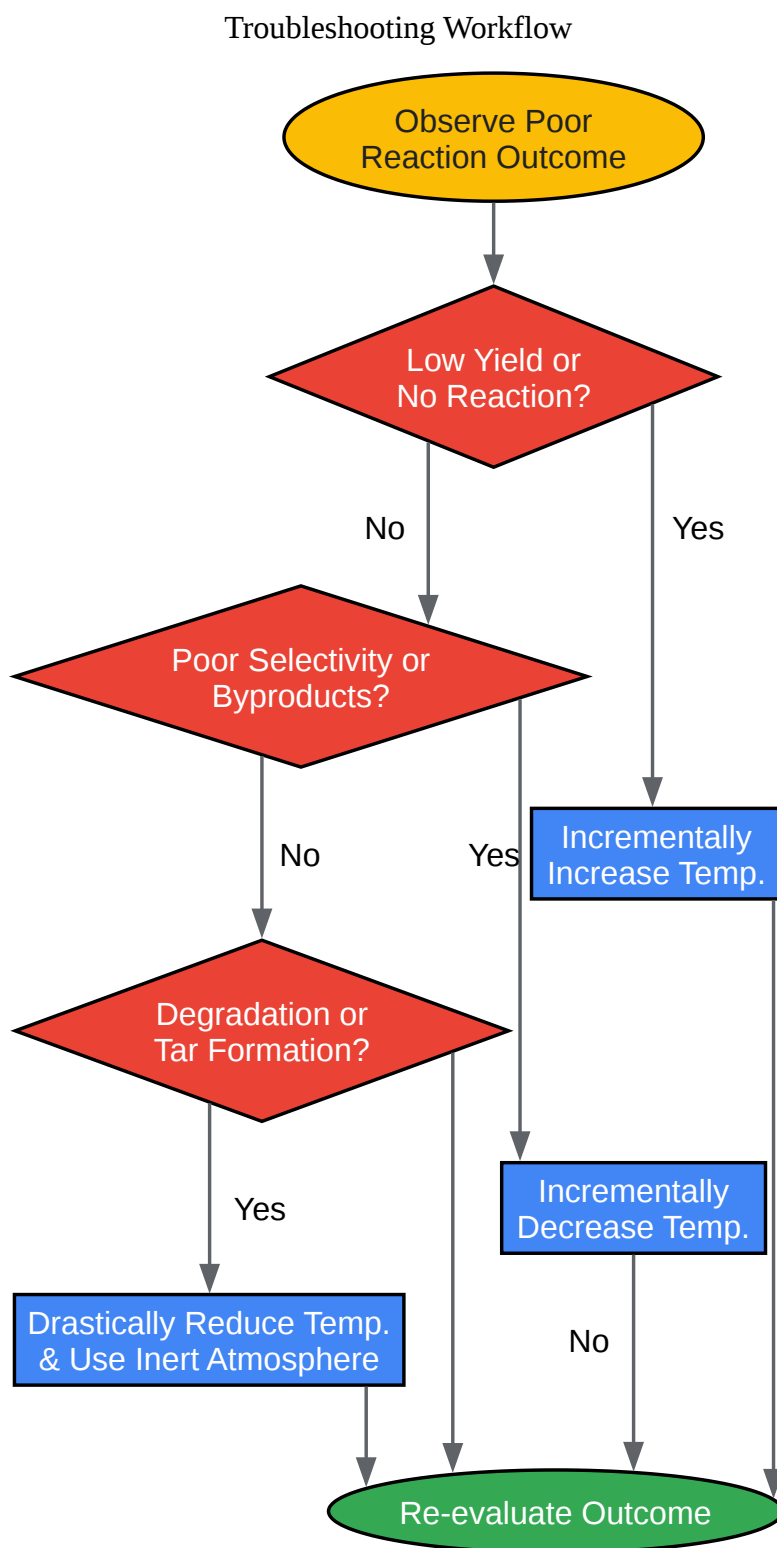 Troubleshooting Workflow
Observe Poor
Reaction Outcome
Low Yield or
No Reaction?
No
Yes
Poor Selectivity or
Byproducts?
No
Yes
Incrementally
Increase Temp.
Degradation or
Tar Formation?
Yes
Incrementally
Decrease Temp.
Drastically Reduce Temp.
& Use Inert Atmosphere
No
Re-evaluate Outcome